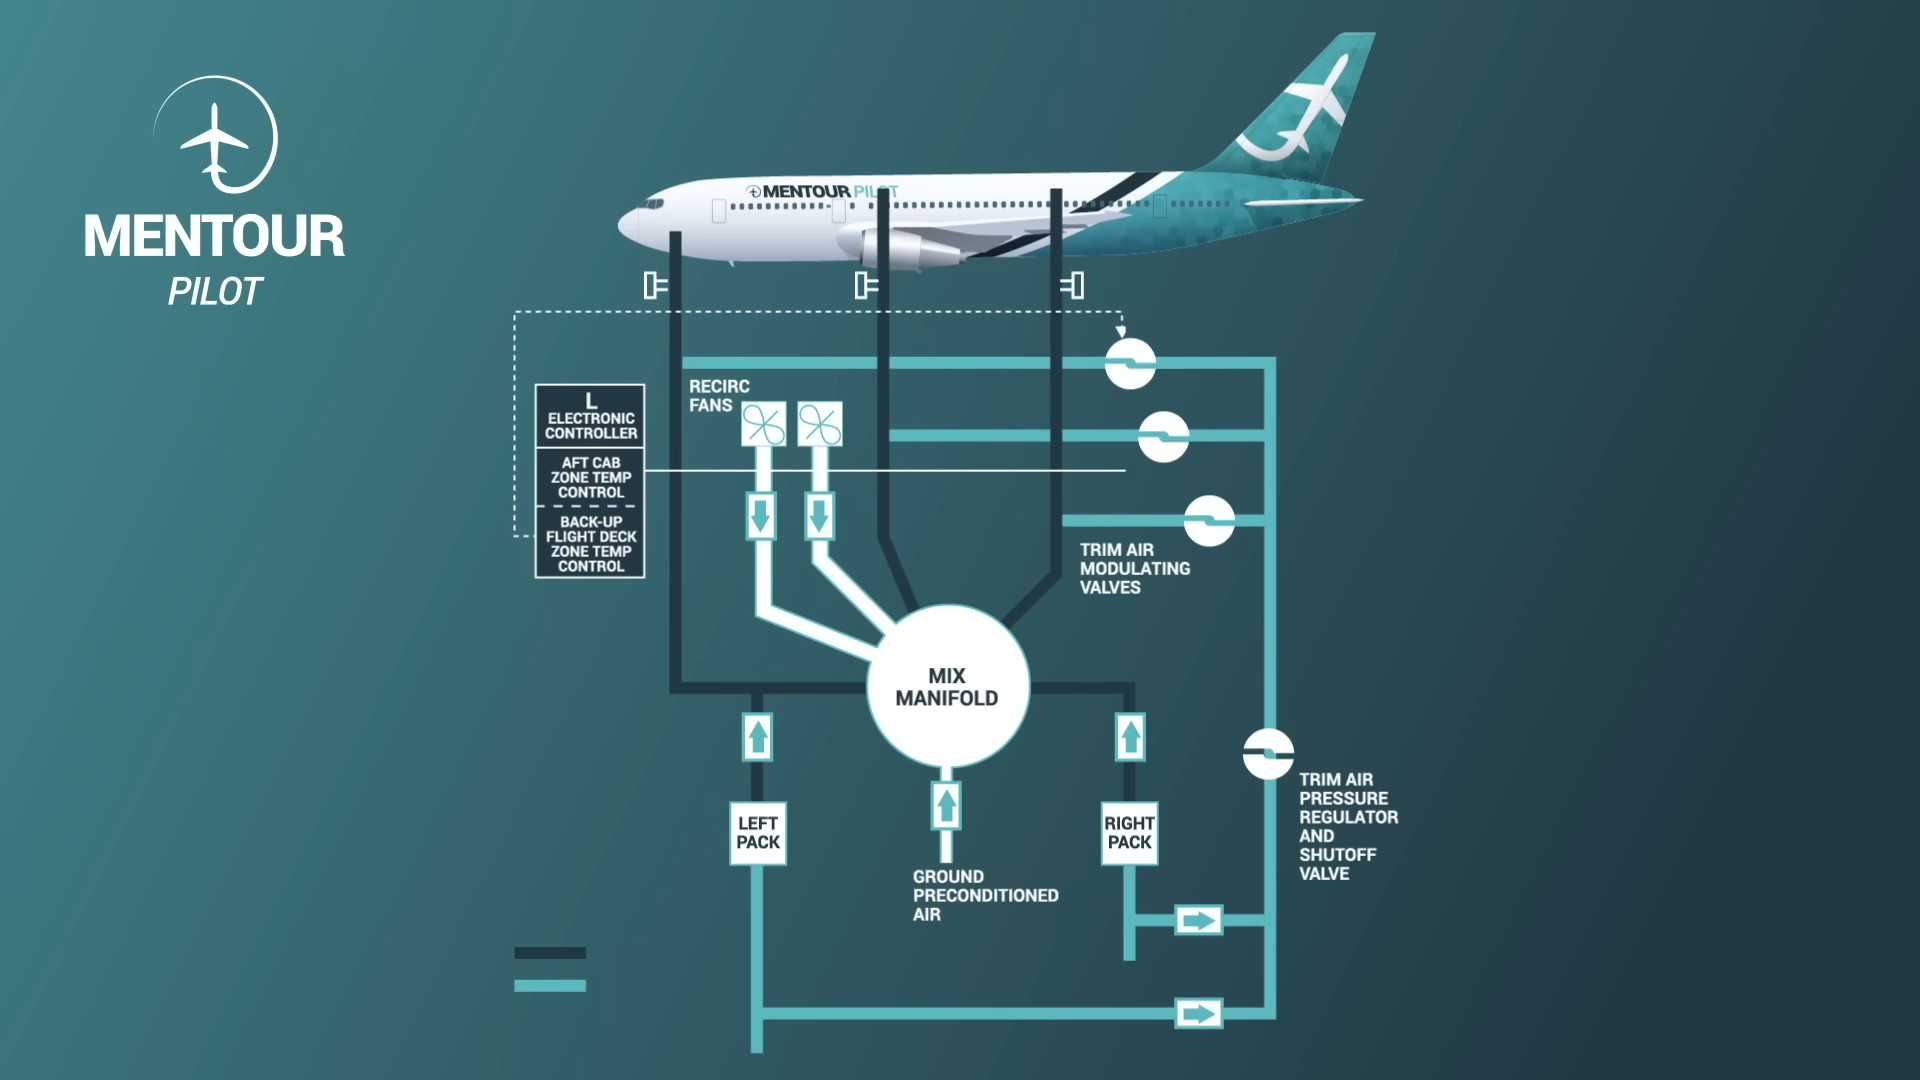 MENTOUR
PILOT
MENTOUR PILOT
RECIRC
FANS
L
ELECTRONIC
CONTROLLER
AFT CAB
ZONE TEMP
CONTROL
BACK-UP
FLIGHT DECK
ZONE TEMP
CONTROL
TRIM AIR
MODULATING
VALVES
MIX
MANIFOLD
TRIM AIR
PRESSURE
REGULATOR
AND
SHUTOFF
VALVE
LEFT
PACK
RIGHT
PACK
GROUND
PRECONDITIONED
AIR